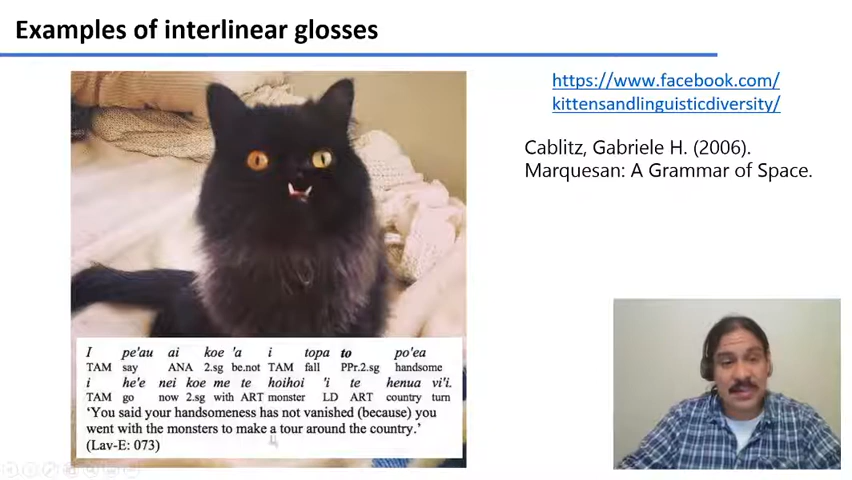 Examples of interlinear glosses
https://www.facebook.com/
kittensandlinguisticdiversity/
Cablitz, Gabriele H. (2006).
Marquesan: A Grammar of Space.
I pe'au ai koe 'a i topa to po'ea
TAM say ANA 2.sg be.not TAM fall PPr.2.sg handsome
i he'e nei koe me te hoihoi 'i te henua vi'i.
TAM go now 2.sg with ART monster LD ART country turn
‘You said your handsomeness has not vanished (because) you
went with the monsters to make a tour around the country.’
(Lav-E: 073)